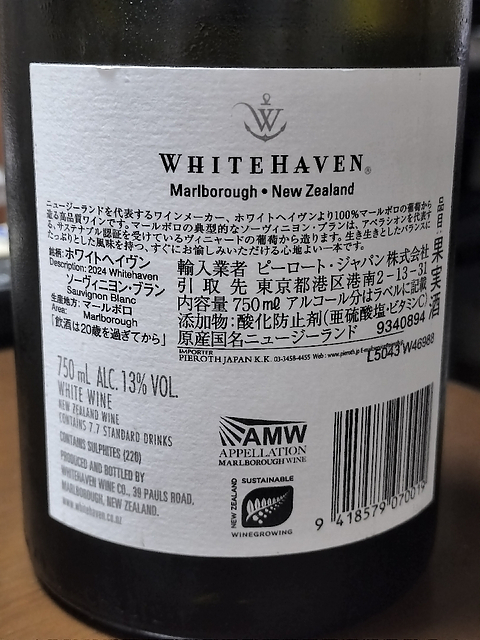 W
WHITEHAVEN®
Marlborough • New Zealand
ニュージーランドを代表するワインメーカー、ホワイトヘイヴンより100%マールボロの葡萄から
造る高品質ワインです。マールボロの典型的なソーヴィニヨン・ブランは、アペラシオンを代表す
る、サステナブル認証を受けているヴィニャードの葡萄から造ります。生き生きとしたバランスに
たっぷりとした風味を持つ、すぐにお愉しみいただける心地よい一本です。
品目 果実酒
銘柄: ホワイトヘイヴン
Description: 2024 Whitehaven
ソーヴィニヨン・ブラン
Sauvignon Blanc
生産地方: マールボロ
Area: Marlborough
「飲酒は20歳を過ぎてから」
輸入業者 ピーロート・ジャパン株式会社
引取先 東京都港区港南2-13-31
内容量 750mℓ アルコール分はラベルに記載
添加物:酸化防止剤(亜硫酸塩・ビタミンC)
原産国名ニュージーランド 9340894
IMPORTER
PIEROTH JAPAN K.K. 03-3458-4455 Web: www.pieroth.jp
L5043 W46988
750 mL ALC. 13% VOL.
WHITE WINE
NEW ZEALAND WINE
CONTAINS 7.7 STANDARD DRINKS
CONTAINS SULPHITES (220)
PRODUCED AND BOTTLED BY
WHITEHAVEN WINE CO., 39 PAULS ROAD,
MARLBOROUGH, NEW ZEALAND.
www.whitehaven.co.nz
AMW
APPELLATION
MARLBOROUGH WINE
SUSTAINABLE
NEW ZEALAND
WINEGROWING
9 418579 070019